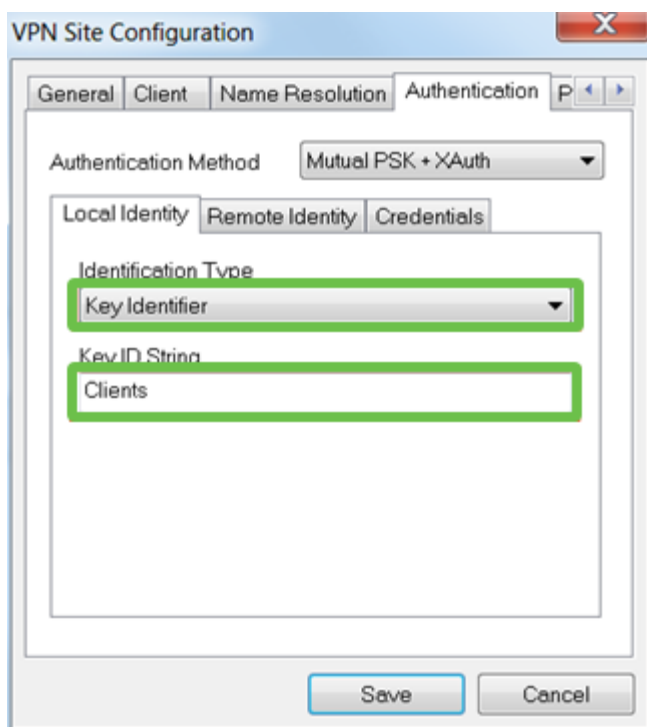 VPN Site Configuration
General Client Name Resolution Authentication P
Authentication Method Mutual PSK + XAuth
Local Identity Remote Identity Credentials
Identification Type
Key Identifier
Key ID String
Clients
Save Cancel